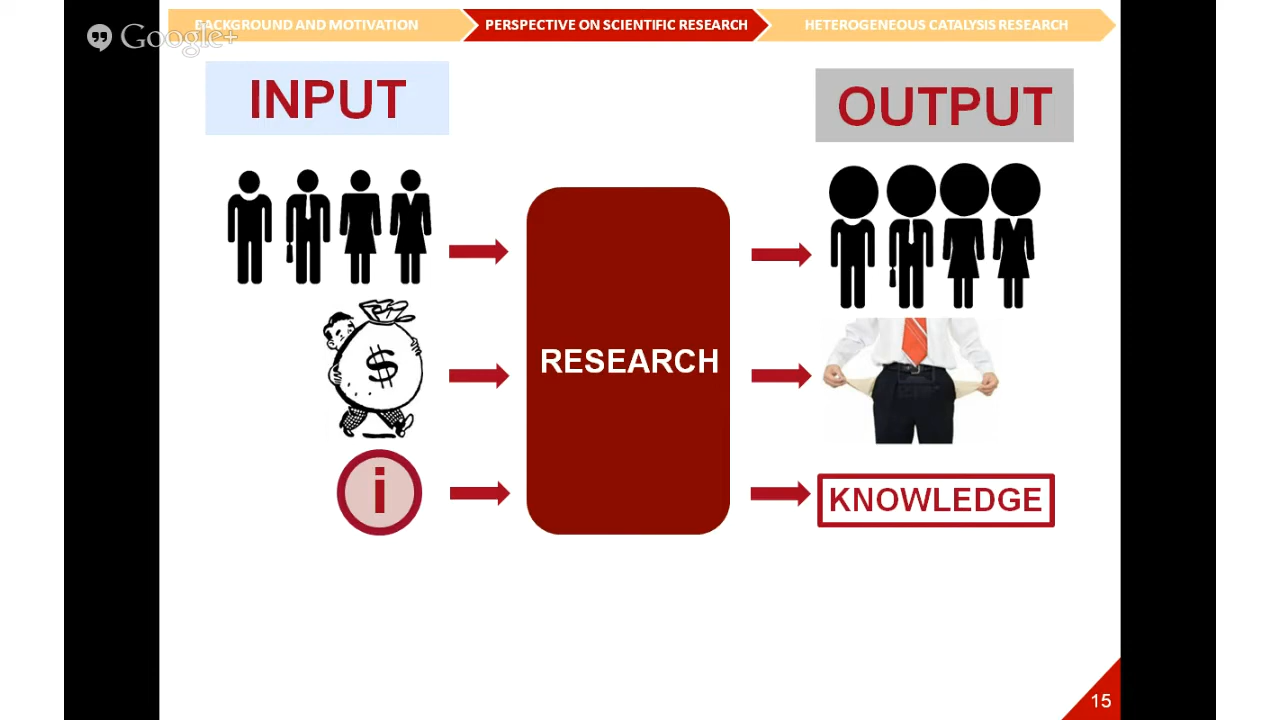 BACKGROUND AND MOTIVATION
PERSPECTIVE ON SCIENTIFIC RESEARCH
HETEROGENEOUS CATALYSIS RESEARCH
Google+
INPUT
OUTPUT
$
RESEARCH
i
KNOWLEDGE
15